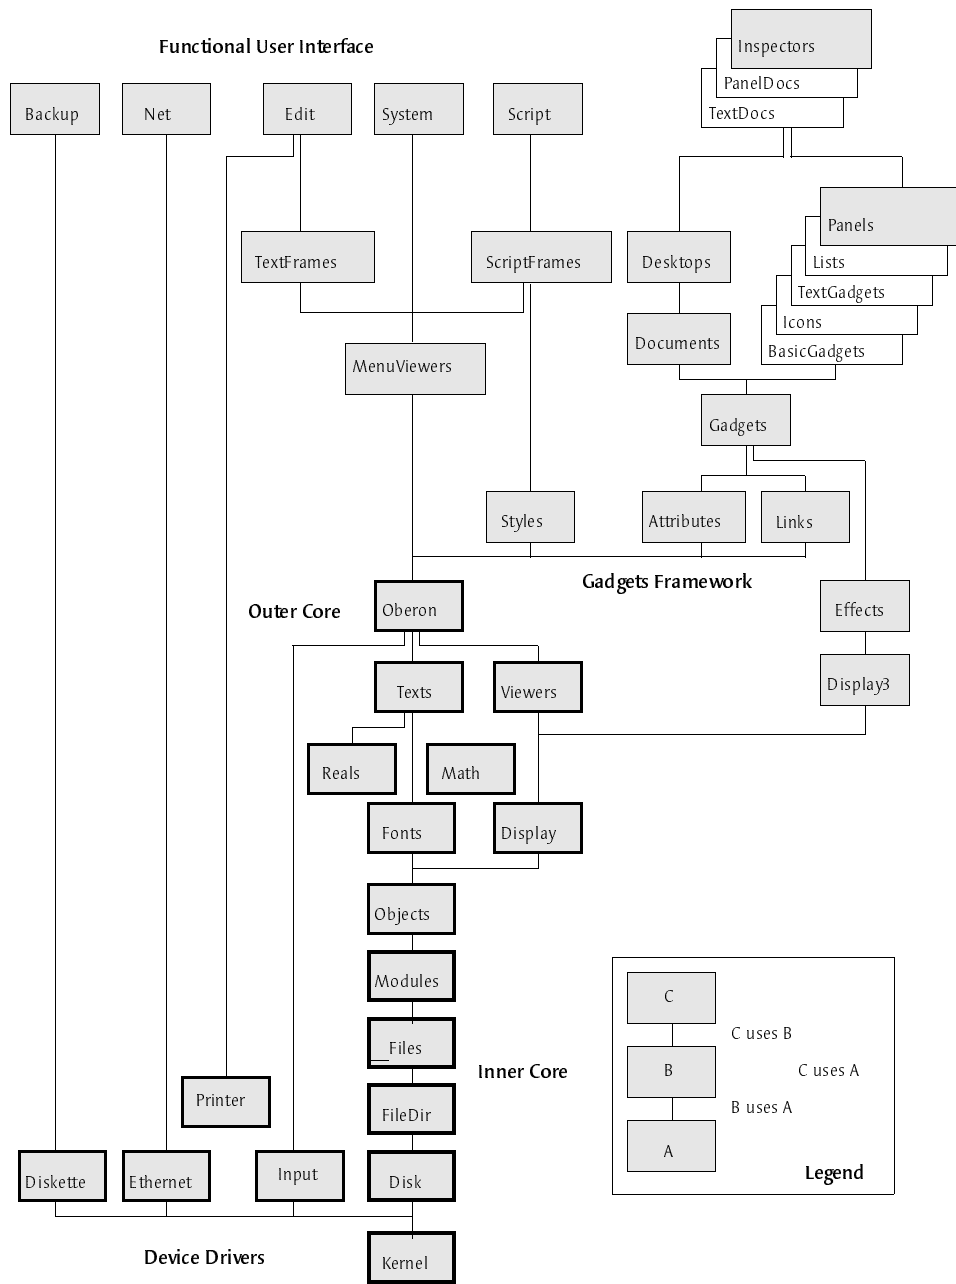 Functional User Interface
Inspectors
PanelDocs
TextDocs
Backup
Net
Edit
System
Script
Panels
Lists
TextGadgets
Icons
BasicGadgets
TextFrames
ScriptFrames
Desktops
Documents
MenuViewers
Gadgets
Styles
Attributes
Links
Gadgets Framework
Outer Core
Oberon
Effects
Texts
Viewers
Display3
Reals
Math
Fonts
Display
Objects
Modules
Files
Inner Core
FileDir
Printer
Diskette
Ethernet
Input
Disk
Device Drivers
Kernel
C
C uses B
B
C uses A
B uses A
A
Legend